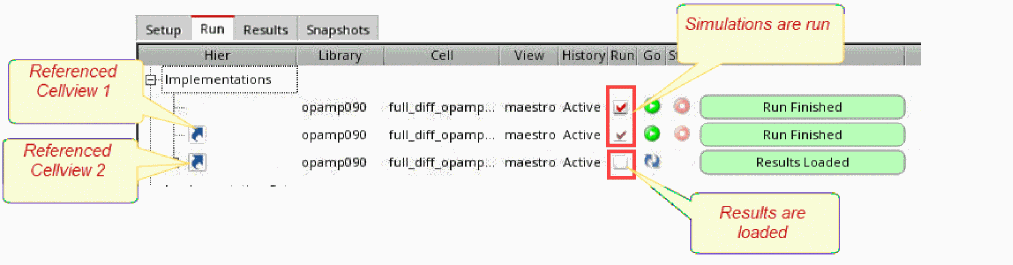 Simulations are run
Setup Run Results Snapshots
Hier Library Cell View History Run Go S
Referenced
Cellview 1
Implementations
opamp090 full_diff_opamp... maestro Active Run Finished
opamp090 full_diff_opamp... maestro Active Run Finished
Referenced
Cellview 2
opamp090 full_diff_opamp... maestro Active Results Loaded
Results are
loaded